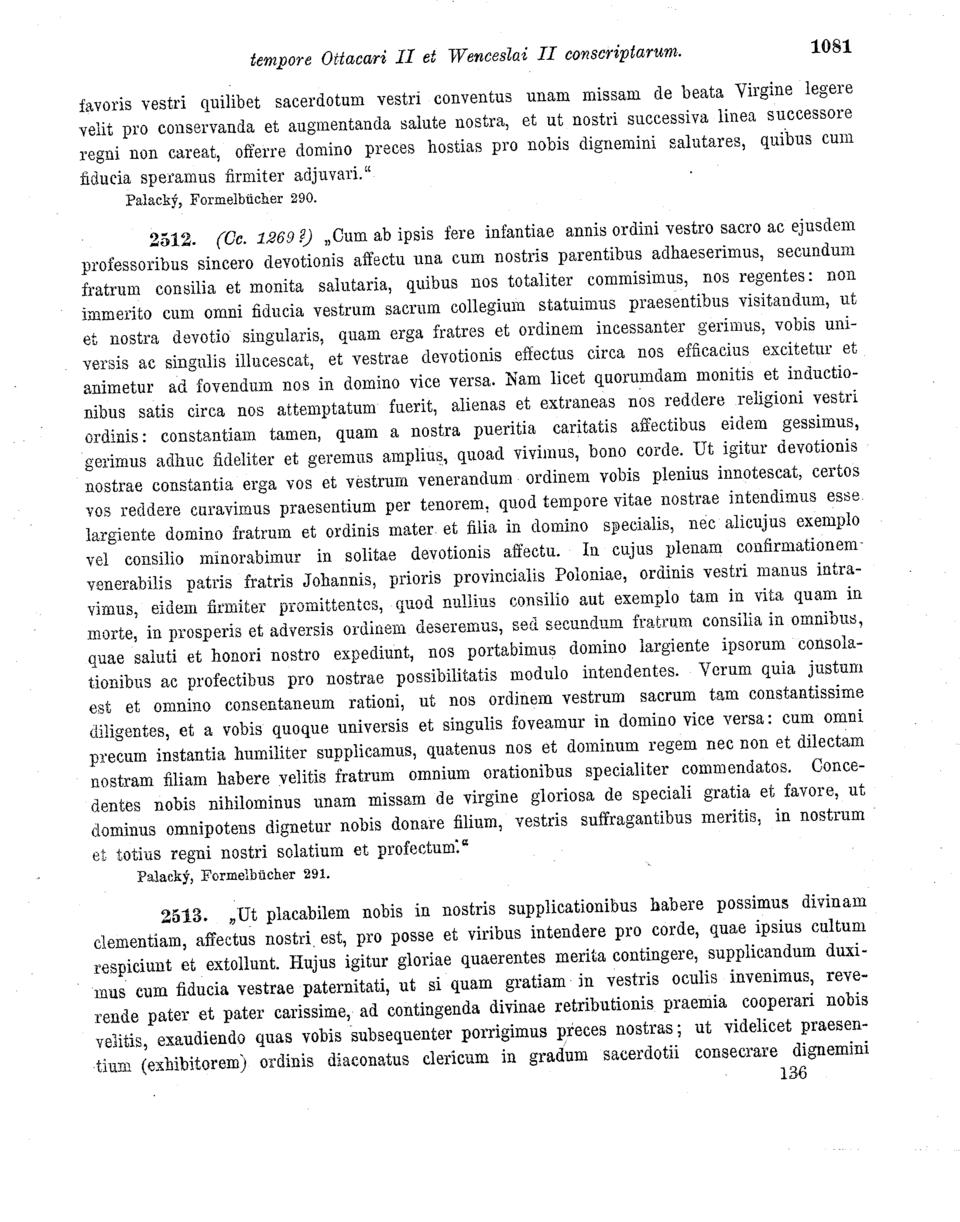 tempore Ottacari II et Wenceslai II conscriptarum.
1081
favoris vestri quilibet sacerdotum vestri conventus unam missam de beata Virgine legere
velit pro conservanda et augmentanda salute nostra, et ut nostri successiva linea successore
regni non careat, offerre domino preces hostias pro nobis dignemini salutares, quibus cum
fiducia speramus firmiter adjuvari.“
Palacký, Formelbücher 290.
2512. (Cc. 1269?) „Cum ab ipsis fere infantiae annis ordini vestro sacro ac ejusdem
professoribus sincero devotionis affectu una cum nostris parentibus adhaeserimus, secundum
fratrum consilia et monita salutaria, quibus nos totaliter commisimus, nos regentes: non
immerito cum omni fiducia vestrum sacrum collegium statuimus praesentibus visitandum, ut
et nostra devotio singularis, quam erga fratres et ordinem incessanter gerimus, vobis uni-
versis ac singulis illucescat, et vestrae devotionis effectus circa nos efficacius excitetur et
animetur ad fovendum nos in domino vice versa. Nam licet quorumdam monitis et inductio-
nibus satis circa nos attemptatum fuerit, alienas et extraneas nos reddere religioni vestri
ordinis: constantiam tamen, quam a nostra pueritia caritatis affectibus eidem gessimus,
gerimus adhuc fideliter et geremus amplius, quoad vivimus, bono corde. Ut igitur devotionis
nostrae constantia erga vos et vestrum venerandum ordinem vobis plenius innotescat, certos
vos reddere curavimus praesentium per tenorem, quod tempore vitae nostrae intendimus esse
largiente domino fratrum et ordinis mater et filia in domino specialis, nec alicujus exemplo
vel consilio minorabimur in solitae devotionis affectu. In cujus plenam confirmationem
venerabilis patris fratris Johannis, prioris provincialis Poloniae, ordinis vestri manus intra-
vimus, eidem firmiter promittentes, quod nullius consilio aut exemplo tam in vita quam in
morte, in prosperis et adversis ordinem deseremus, sed secundum fratrum consilia in omnibus,
quae saluti et honori nostro expediunt, nos portabimus domino largiente ipsorum consola-
tionibus ac profectibus pro nostrae possibilitatis modulo intendentes. Verum quia justum
est et omnino consentaneum rationi, ut nos ordinem vestrum sacrum tam constantissime
diligentes, et a vobis quoque universis et singulis foveamur in domino vice versa: cum omni
precum instantia humiliter supplicamus, quatenus nos et dominum regem nec non et dilectam
nostram filiam habere velitis fratrum omnium orationibus specialiter commendatos. Conce-
dentes nobis nihilominus unam missam de virgine gloriosa de speciali gratia et favore, ut
dominus omnipotens dignetur nobis donare filium, vestris suffragantibus meritis, in nostrum
et totius regni nostri solatium et profectum.“
Palacký, Formelbücher 291.
2513. „Ut placabilem nobis in nostris supplicationibus habere possimus divinam
clementiam, affectus nostri est, pro posse et viribus intendere pro corde, quae ipsius cultum
respiciunt et extollunt. Hujus igitur gloriae quaerentes merita contingere, supplicandum duxi-
mus cum fiducia vestrae paternitati, ut si quam gratiam in vestris oculis invenimus, reve-
rende pater et pater carissime, ad contingenda divinae retributionis praemia cooperari nobis
velitis, exaudiendo quas vobis subsequenter porrigimus preces nostras; ut videlicet praesen-
tium (exhibitorem) ordinis diaconatus clericum in gradum sacerdotii consecrare dignemini
136